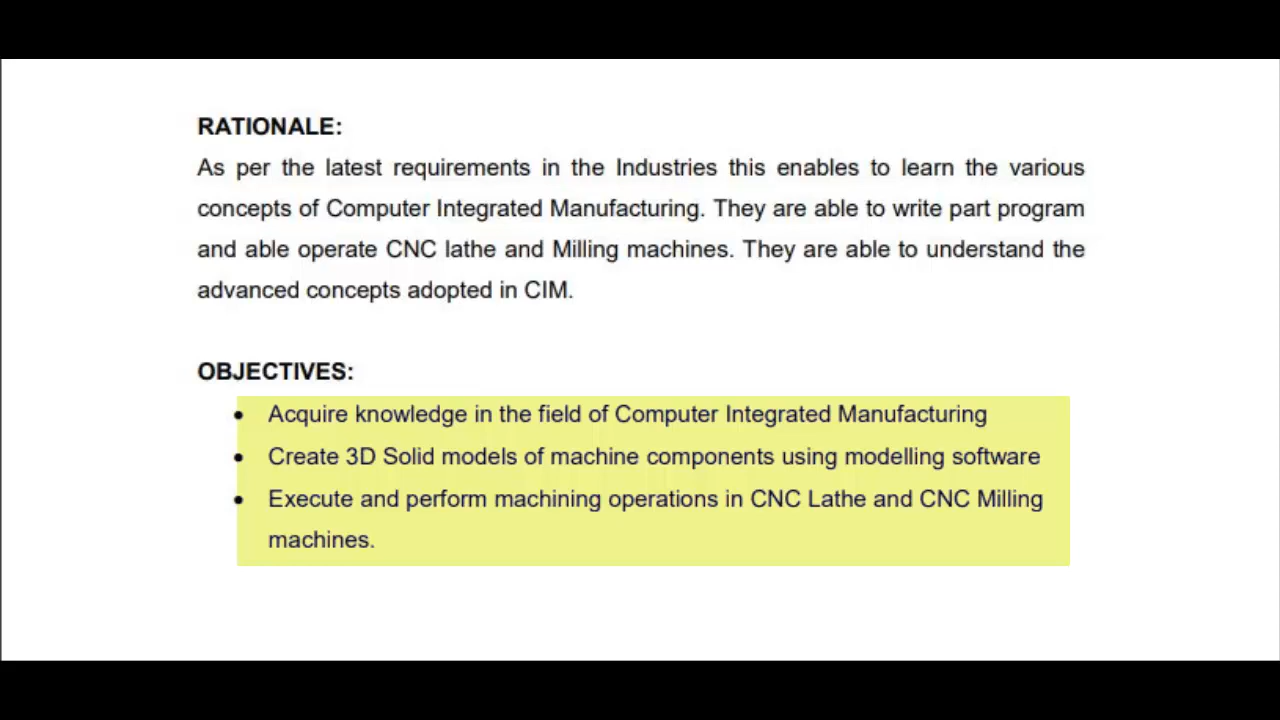 RATIONALE:
As per the latest requirements in the Industries this enables to learn the various
concepts of Computer Integrated Manufacturing. They are able to write part program
and able operate CNC lathe and Milling machines. They are able to understand the
advanced concepts adopted in CIM.
OBJECTIVES:
• Acquire knowledge in the field of Computer Integrated Manufacturing
• Create 3D Solid models of machine components using modelling software
• Execute and perform machining operations in CNC Lathe and CNC Milling
machines.